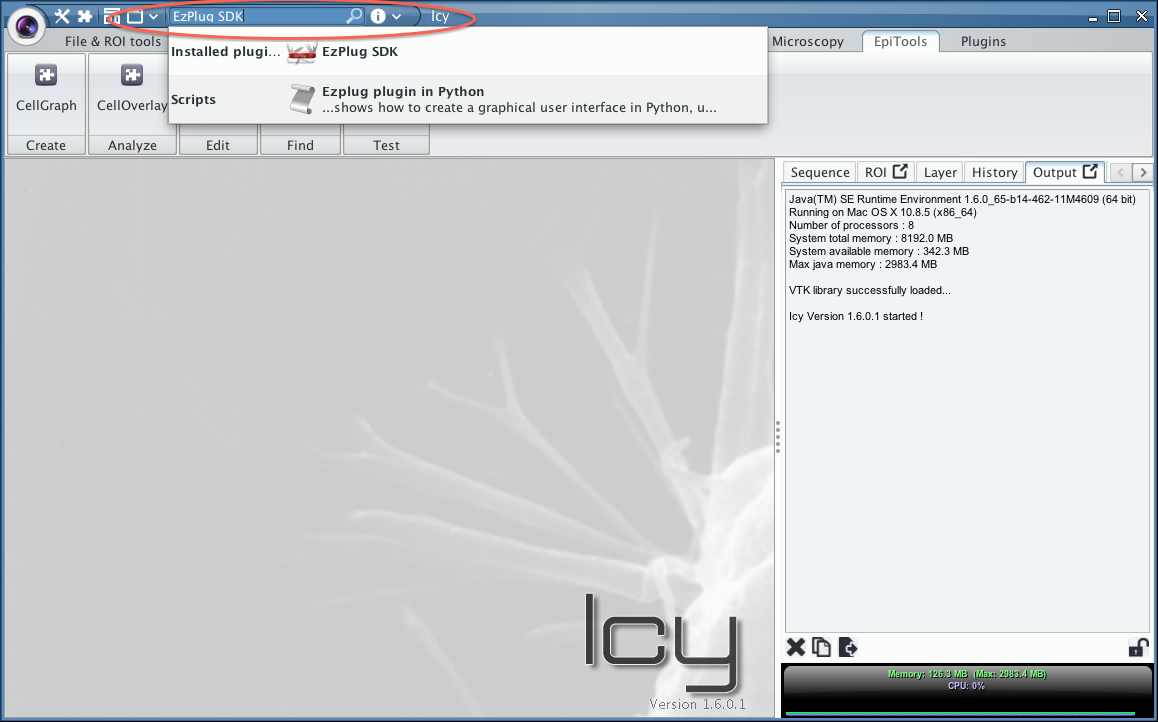 EzPlug SDK
Icy
File & ROI tools
Microscopy
EpiTools
Plugins
Installed plugi...
EzPlug SDK
Scripts
Ezplug plugin in Python
...shows how to create a graphical user interface in Python, u...
CellGraph
CellOverlay
Create
Analyze
Edit
Find
Test
Sequence
ROI
Layer
History
Output
Java(TM) SE Runtime Environment 1.6.0_65-b14-462-11M4609 (64 bit)
Running on Mac OS X 10.8.5 (x86_64)
Number of processors : 8
System total memory : 8192.0 MB
System available memory : 342.3 MB
Max java memory : 2983.4 MB
VTK library successfully loaded...
Icy Version 1.6.0.1 started !
Icy
Version 1.6.0.1
Memory: 126.3 MB (Max: 2983.4 MB)
CPU: 0%